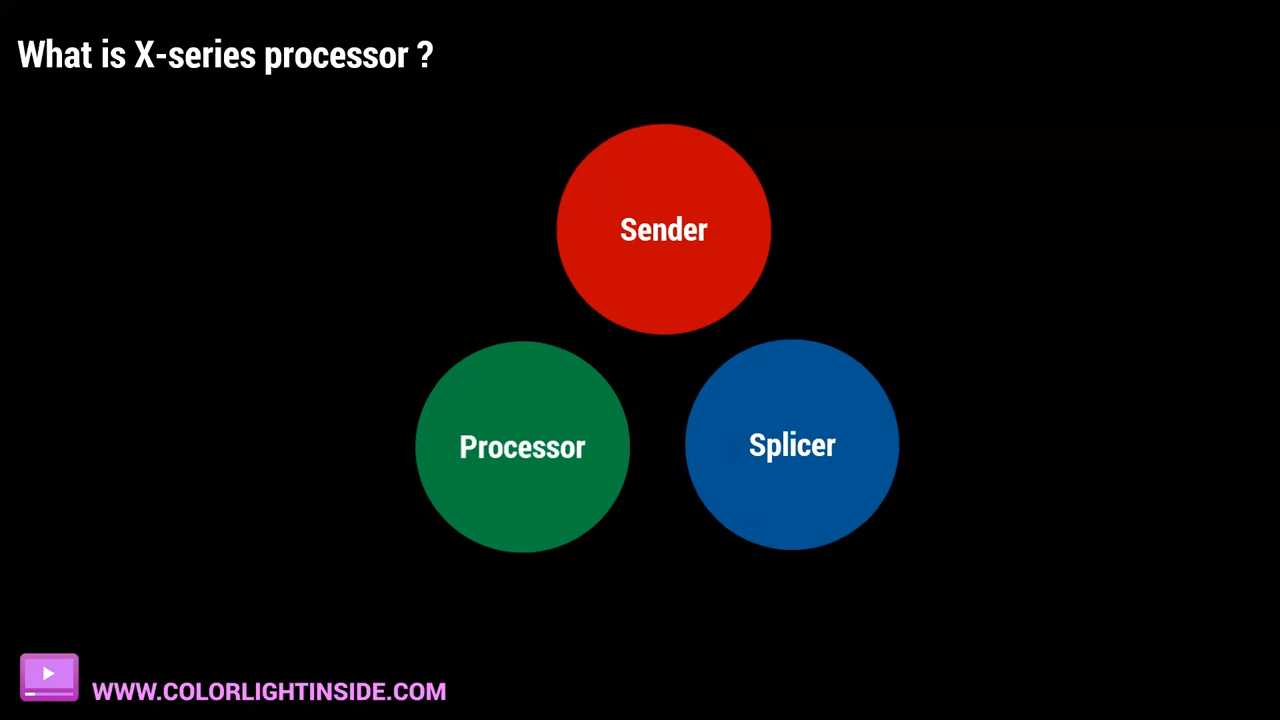 What is X-series processor ?
Sender
Processor
Splicer
WWW.COLORLIGHTINSIDE.COM